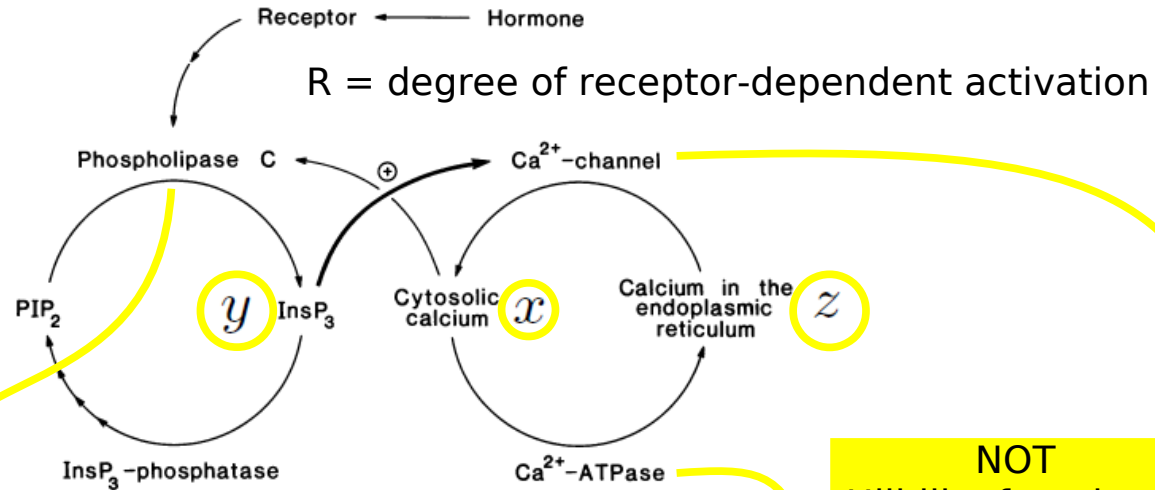 Receptor
Hormone
R = degree of receptor-dependent activation
Phospholipase C
⊕
Ca²⁺-channel
PIP₂
y
InsP₃
Cytosolic
calcium
x
Calcium in the
endoplasmic
reticulum
z
InsP₃-phosphatase
Ca²⁺-ATPase
NOT